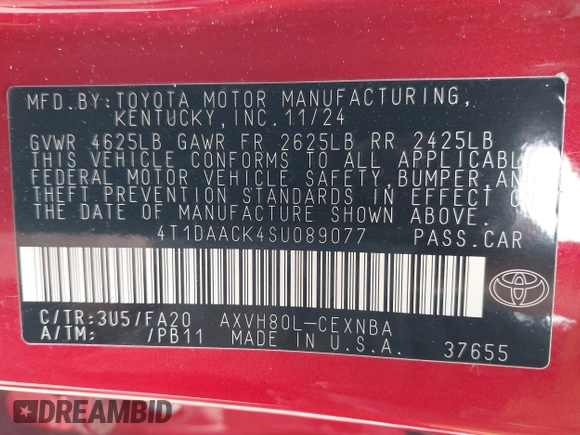 MFD.BY:TOYOTA MOTOR MANUFACTURING,
KENTUCKY, INC. 11/24
GVWR 4625LB GAWR FR 2625LB RR 2425LB
THIS VEHICLE CONFORMS TO ALL APPLICABLE
FEDERAL MOTOR VEHICLE SAFETY, BUMPER, AND
THEFT PREVENTION STANDARDS IN EFFECT ON
THE DATE OF MANUFACTURE SHOWN ABOVE.
4T1DAACK4SU089077 PASS.CAR
C/TR:3U5/FA20 AXVH80L-CEXNBA
A/TM: /PB11 MADE IN U.S.A. 37655
TOYOTA
DREAMBID